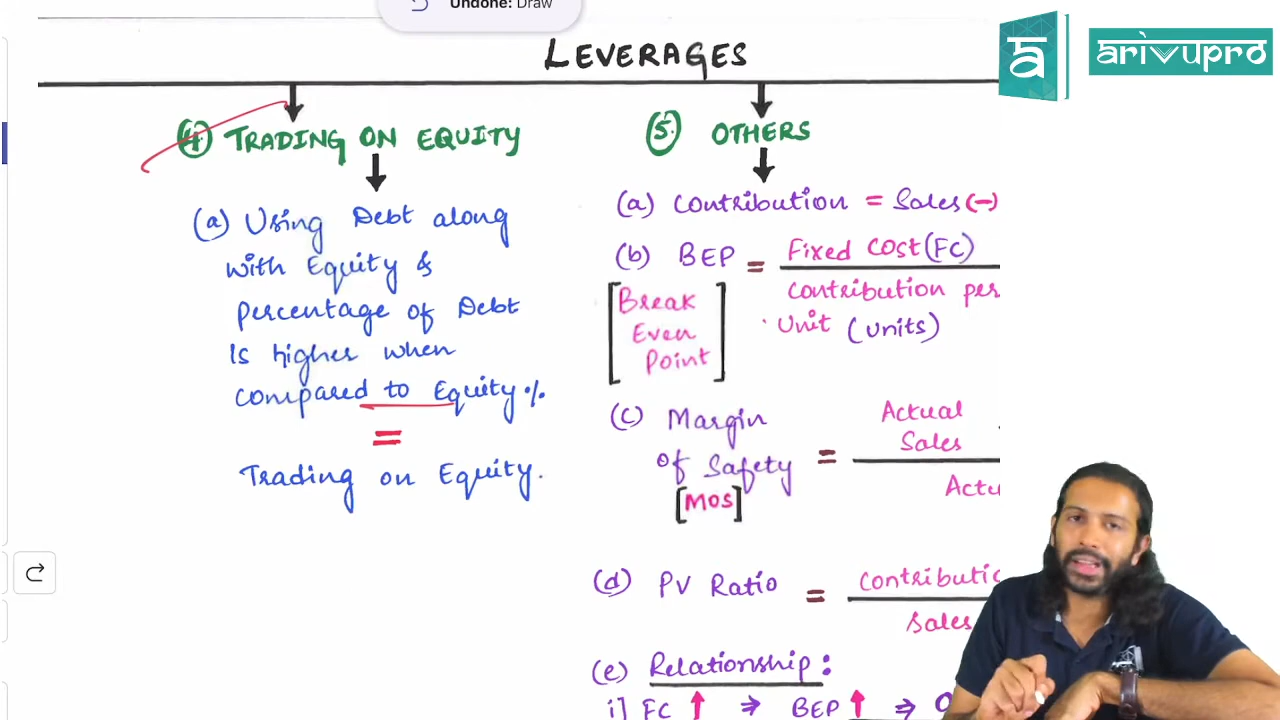 Undone: Draw
LEVERAGES
a arivupro
(4) TRADING ON EQUITY
(a) Using Debt along
with Equity &
percentage of Debt
Is higher when
compared to Equity %
=
Trading on Equity.
(5) OTHERS
(a) Contribution = Sales (-)
(b) BEP = Fixed Cost (FC)
Contribution per
Unit (units)
[Break
Even
Point]
(c) Margin
of Safety
[MOS]
= Actual
Sales
(d) PV Ratio =
Sales
(e) Relationship:
i] FC ↑ ⇒ BEP ↑ ⇒